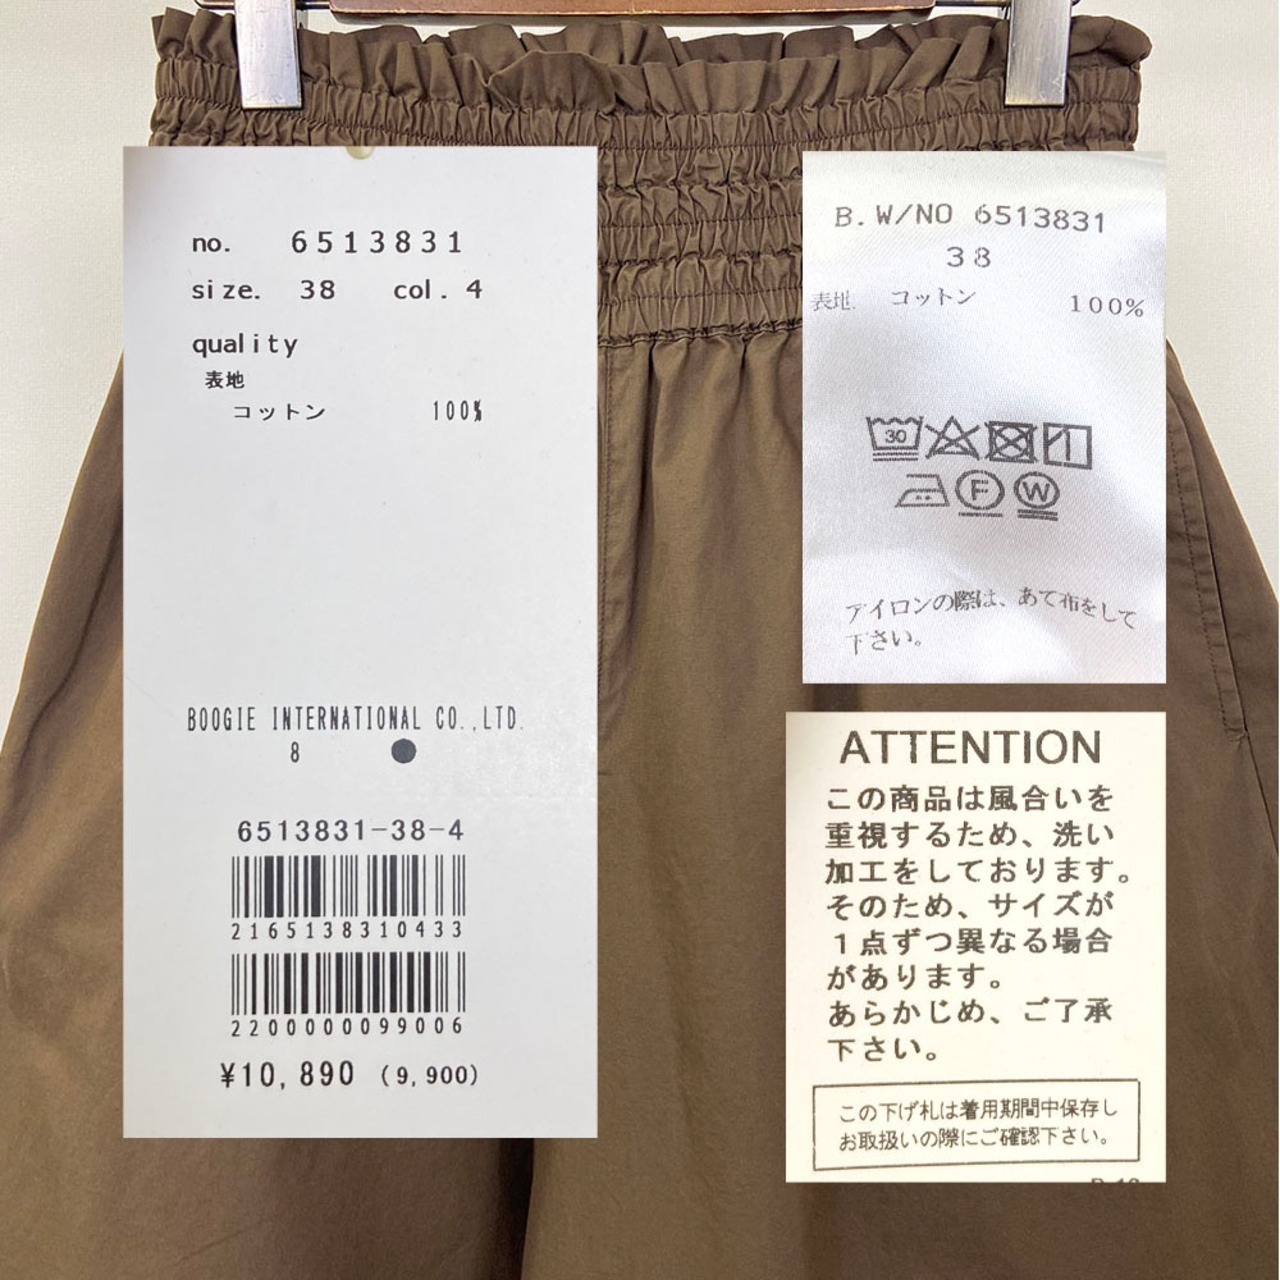 no. 6513831
size. 38 col. 4
quality
表地
コットン 100%
BOOGIE INTERNATIONAL CO.,LTD.
8
6513831-38-4
2165138310433
2200000099006
¥10,890 (9,900)
B.W/NO 6513831
38
表地. コットン 100%
30
F W
アイロンの際は、あて布をして
下さい。
ATTENTION
この商品は風合いを
重視するため、洗い
加工をしております。
そのため、サイズが
1点ずつ異なる場合
があります。
あらかじめ、ご了承
下さい。
この下げ札は着用期間中保存し
お取扱いの際にご確認下さい。